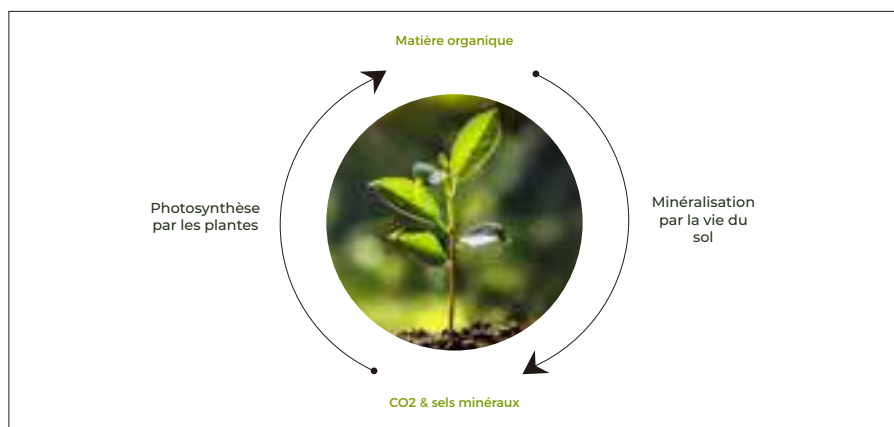 Matière organique
Photosynthèse
par les plantes
Minéralisation
par la vie du
sol
CO2 & sels minéraux